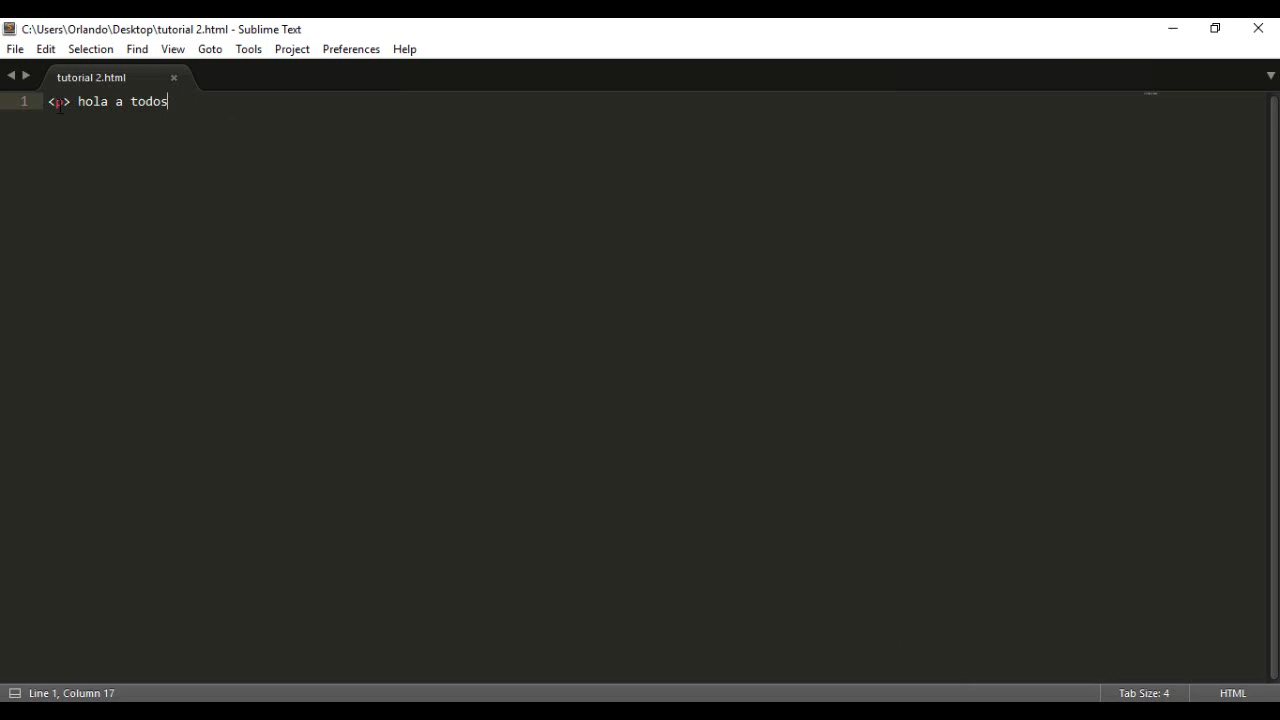 C:\Users\Orlando\Desktop\tutorial 2.html - Sublime Text
File Edit Selection Find View Goto Tools Project Preferences Help
tutorial 2.html
1 <p> hola a todos
Line 1, Column 17 Tab Size: 4 HTML